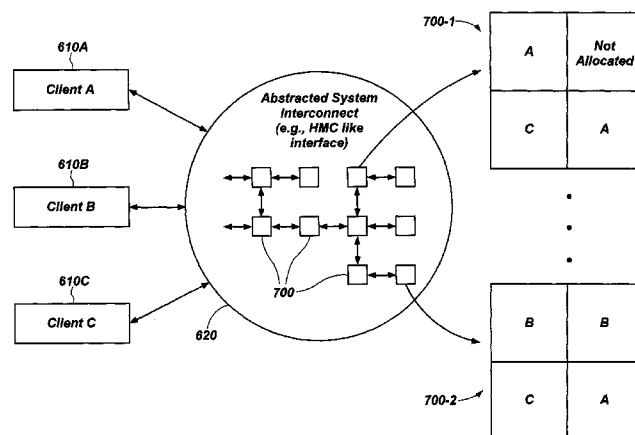 610A
Client A
610B
Client B
610C
Client C
Abstracted System
Interconnect
(e.g., HMC like
interface)
700
620
700-1
A
Not
Allocated
C
A
700-2
B
B
C
A